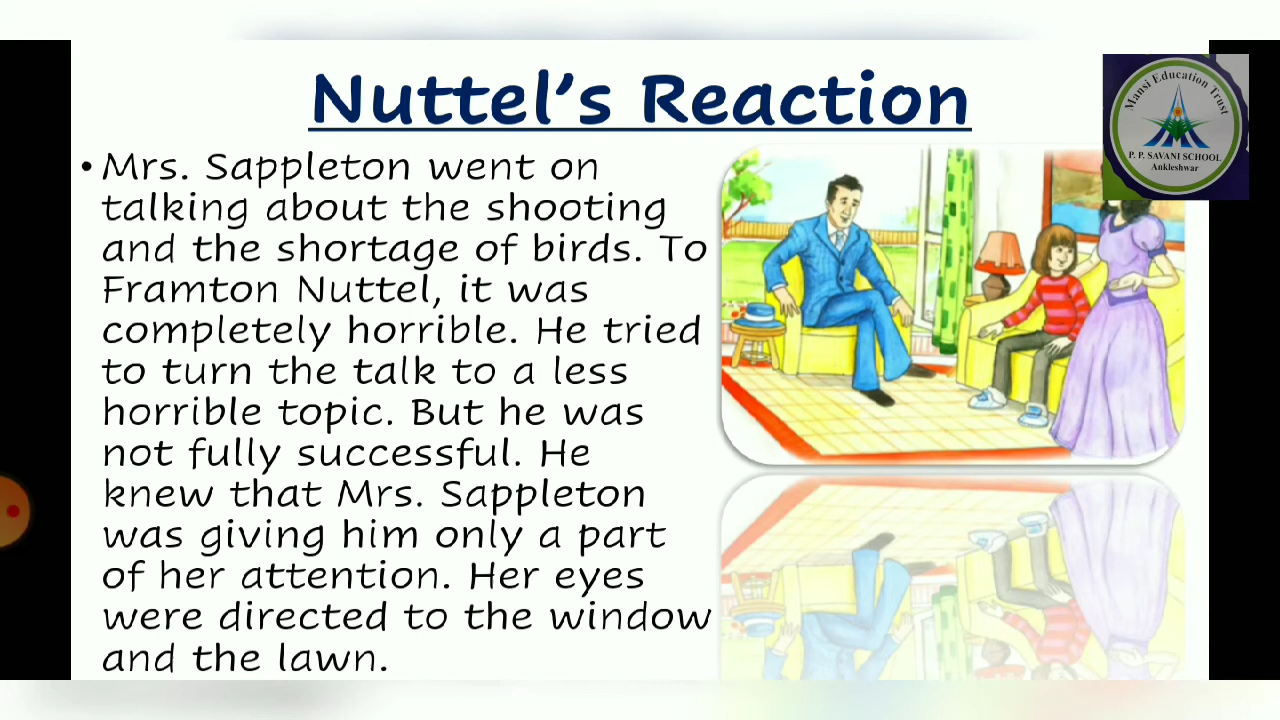 Nuttel's Reaction
Mansi Education Trust
P. P. SAVANI SCHOOL
Ankleshwar
• Mrs. Sappleton went on
talking about the shooting
and the shortage of birds. To
Framton Nuttel, it was
completely horrible. He tried
to turn the talk to a less
horrible topic. But he was
not fully successful. He
knew that Mrs. Sappleton
was giving him only a part
of her attention. Her eyes
were directed to the window
and the lawn.